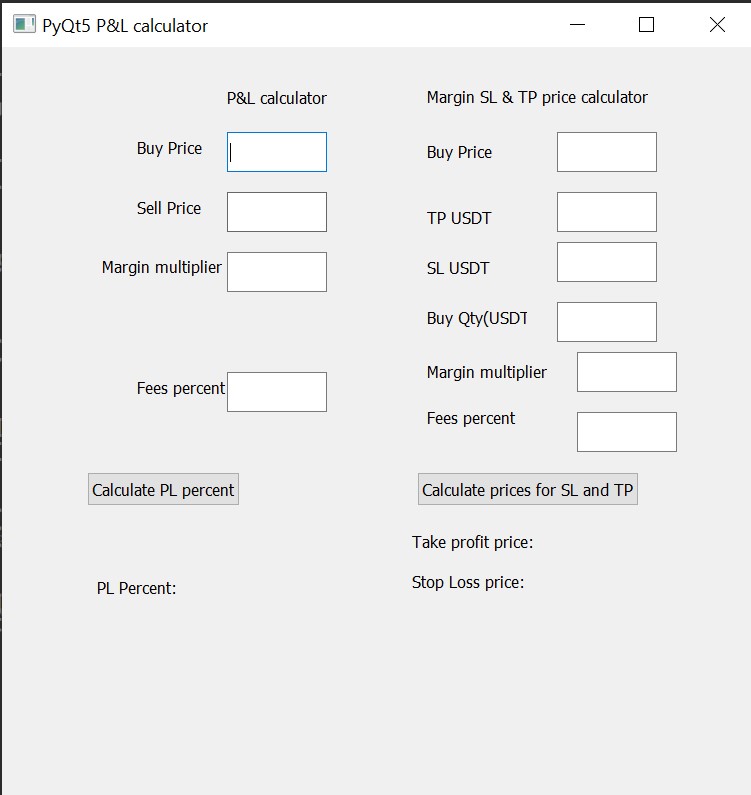 PyQt5 P&L calculator
P&L calculator
Buy Price
Sell Price
Margin multiplier
Fees percent
Calculate PL percent
PL Percent:
Margin SL & TP price calculator
Buy Price
TP USDT
SL USDT
Buy Qty(USDT
Margin multiplier
Fees percent
Calculate prices for SL and TP
Take profit price:
Stop Loss price: